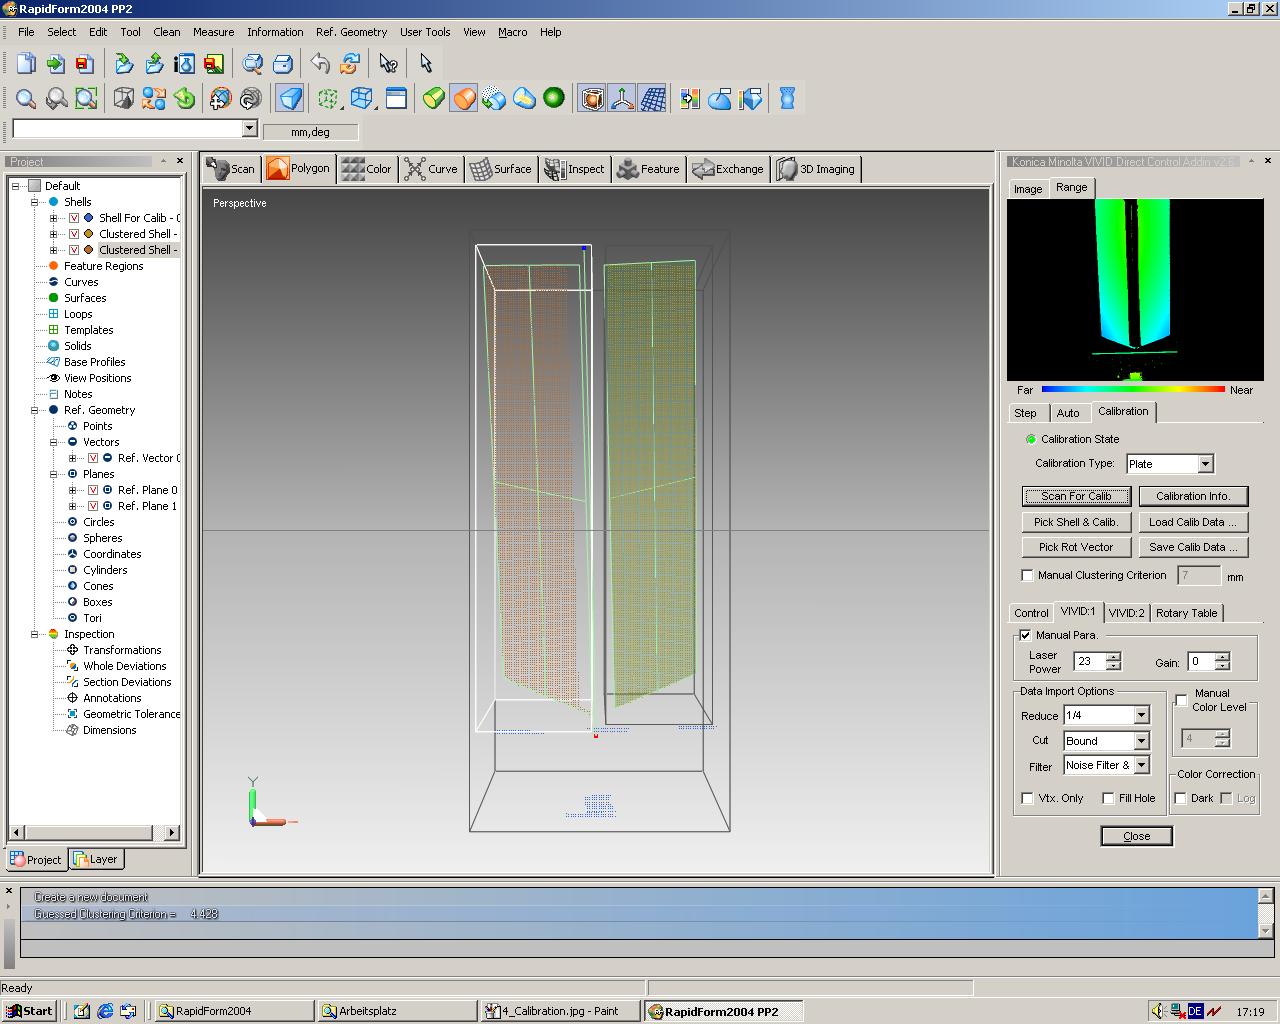 RapidForm2004 PP2
File Select Edit Tool Clean Measure Information Ref. Geometry User Tools View Macro Help
mm,deg
Project
Default
Shells
Shell For Calib - 0
Clustered Shell -
Clustered Shell -
Feature Regions
Curves
Surfaces
Loops
Templates
Solids
Base Profiles
View Positions
Notes
Ref. Geometry
Points
Vectors
Ref. Vector 0
Planes
Ref. Plane 0
Ref. Plane 1
Circles
Spheres
Coordinates
Cylinders
Cones
Boxes
Tori
Inspection
Transformations
Whole Deviations
Section Deviations
Annotations
Geometric Tolerance
Dimensions
Project Layer
Scan Polygon Color Curve Surface Inspect Feature Exchange 3D Imaging
Perspective
Y
Konica Minolta VIVID Direct Control Addin v2.6
Image Range
Far Near
Step Auto Calibration
Calibration State
Calibration Type: Plate
Scan For Calib Calibration Info.
Pick Shell & Calib. Load Calib Data ...
Pick Rot Vector Save Calib Data ...
Manual Clustering Criterion 7 mm
Control VIVID:1 VIVID:2 Rotary Table
Manual Para.
Laser Power 23 Gain: 0
Data Import Options
Reduce 1/4
Cut Bound
Filter Noise Filter &
Vtx. Only Fill Hole
Manual Color Level
4
Color Correction
Dark Log
Close
Create a new document
Guessed Clustering Criterion = 4.428
Ready
Start RapidForm2004 Arbeitsplatz 4_Calibration.jpg - Paint RapidForm2004 PP2 DE 17:19